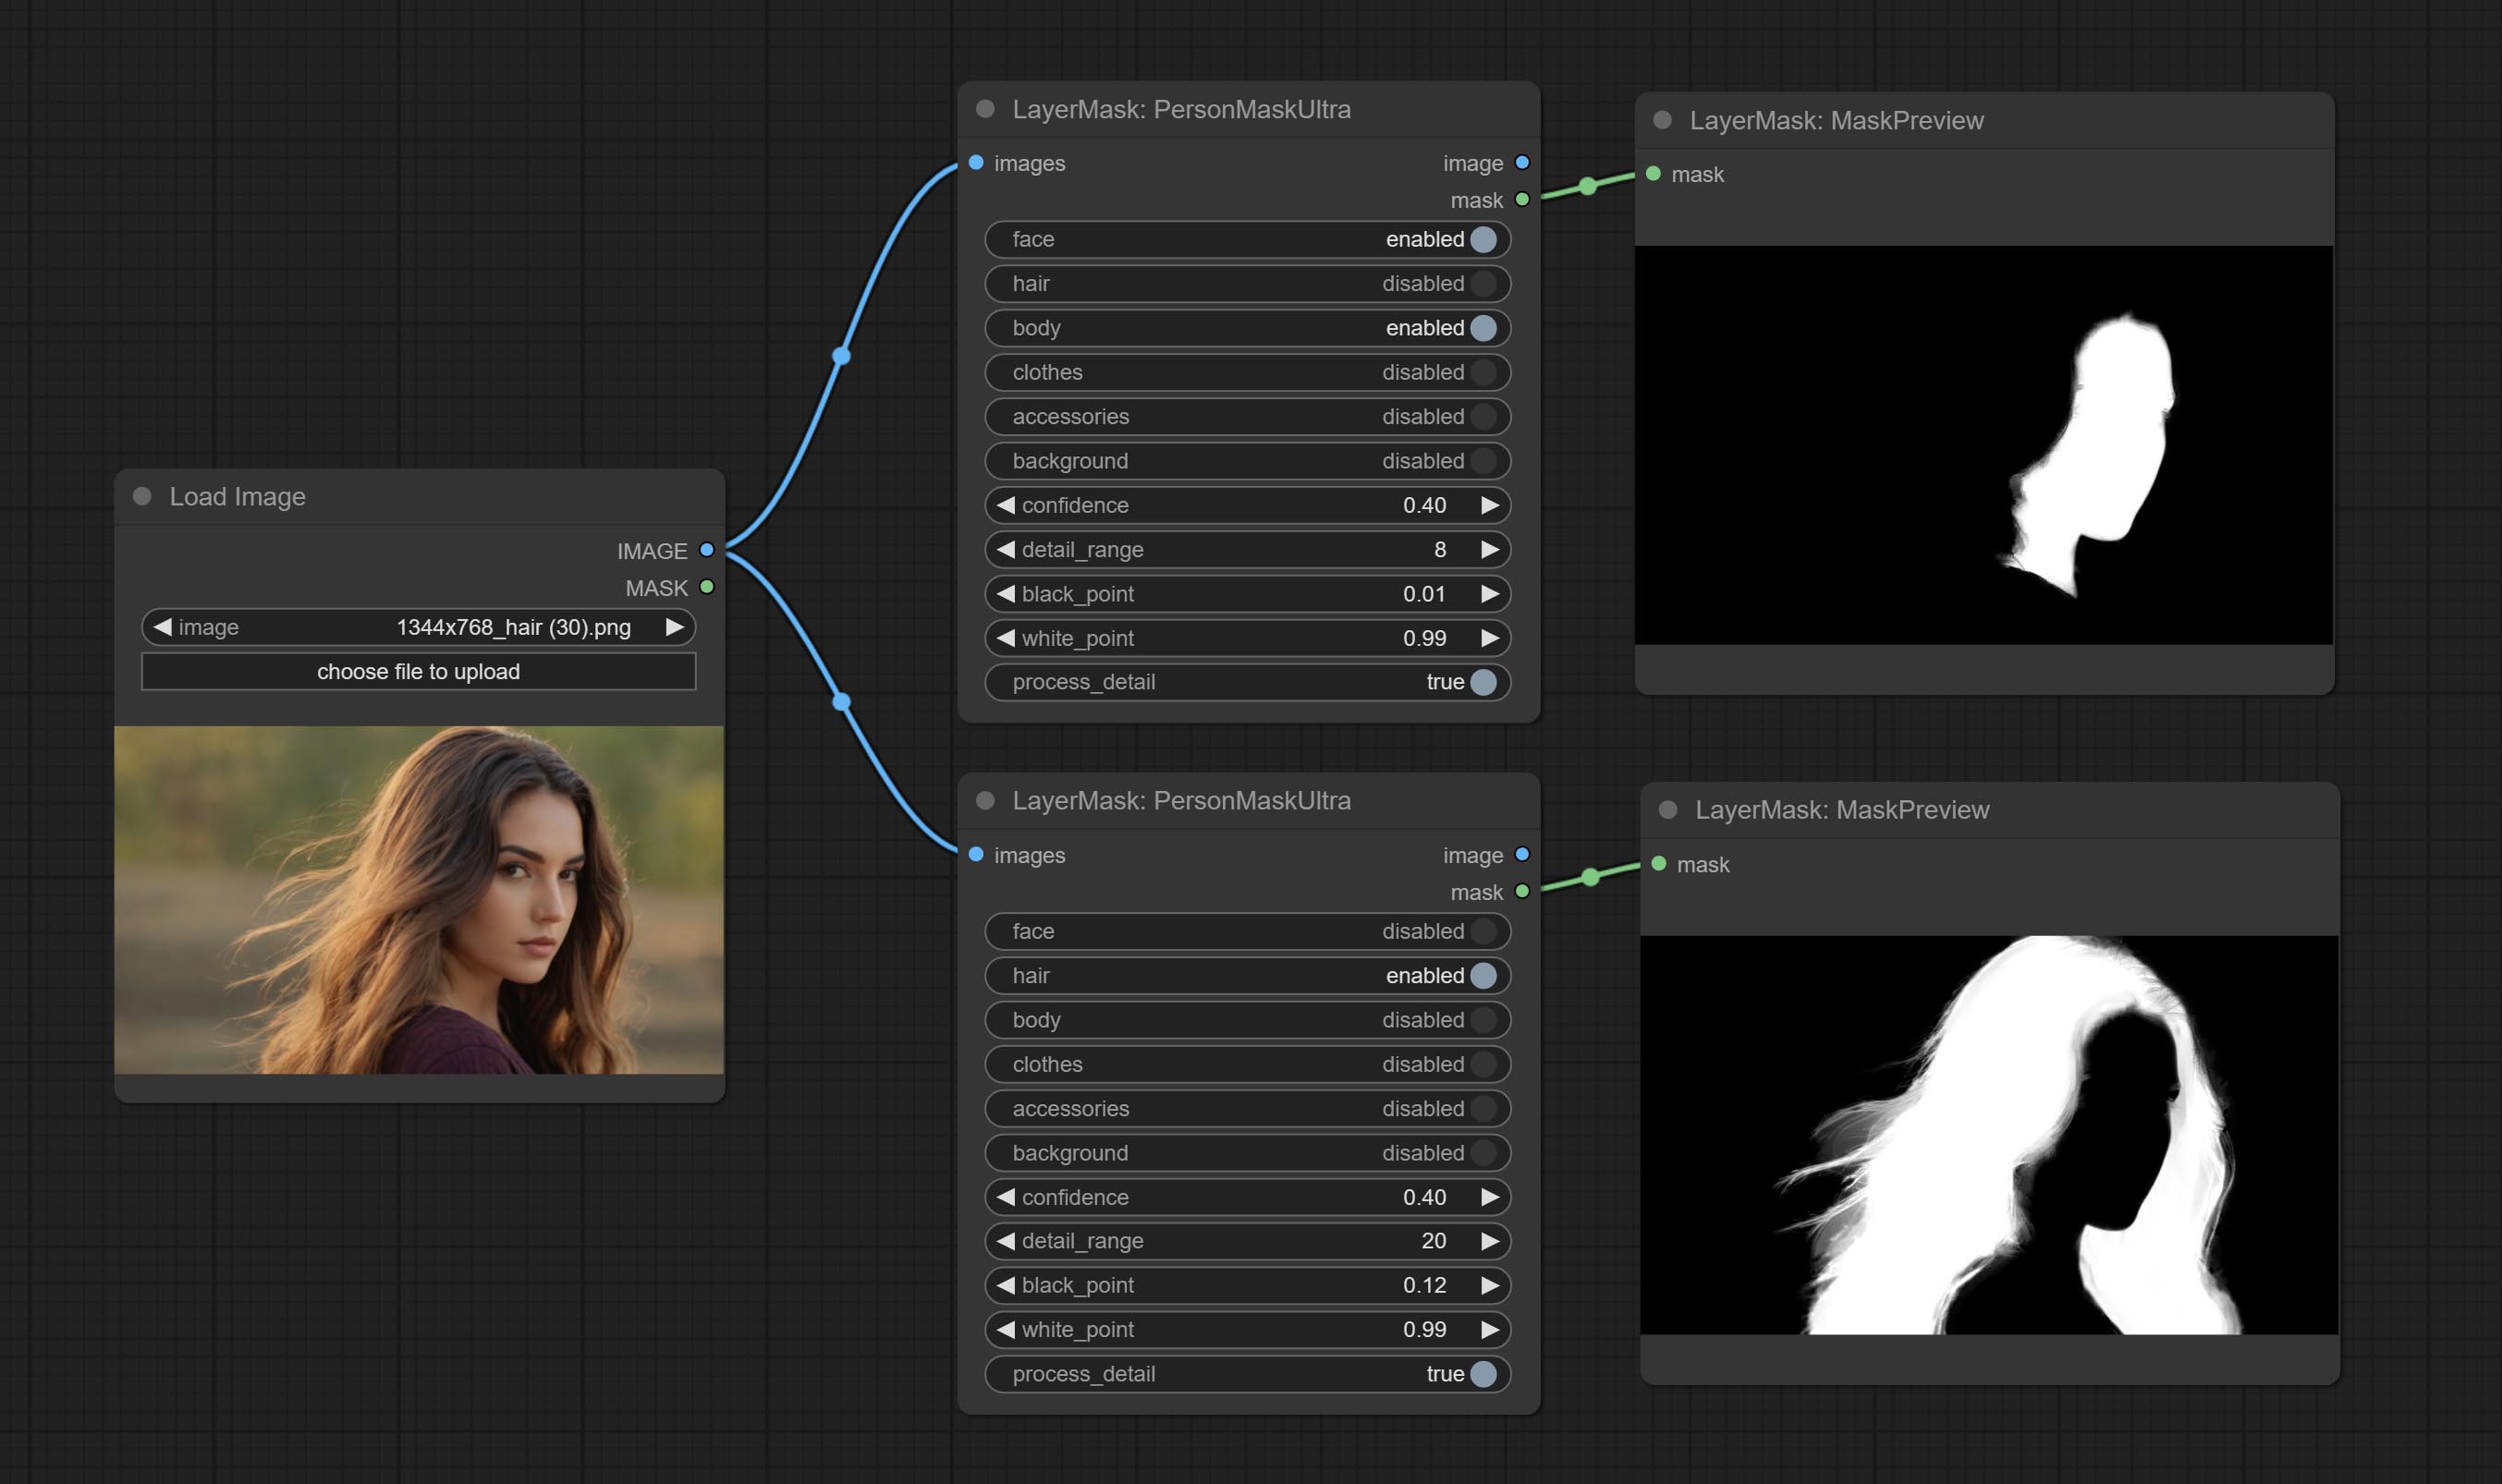 Load Image
IMAGE
MASK
image 1344x768_hair (30).png
choose file to upload
LayerMask: PersonMaskUltra
images image
mask
face enabled
hair disabled
body enabled
clothes disabled
accessories disabled
background disabled
confidence 0.40
detail_range 8
black_point 0.01
white_point 0.99
process_detail true
LayerMask: MaskPreview
mask
LayerMask: PersonMaskUltra
images image
mask
face disabled
hair enabled
body disabled
clothes disabled
accessories disabled
background disabled
confidence 0.40
detail_range 20
black_point 0.12
white_point 0.99
process_detail true
LayerMask: MaskPreview
mask